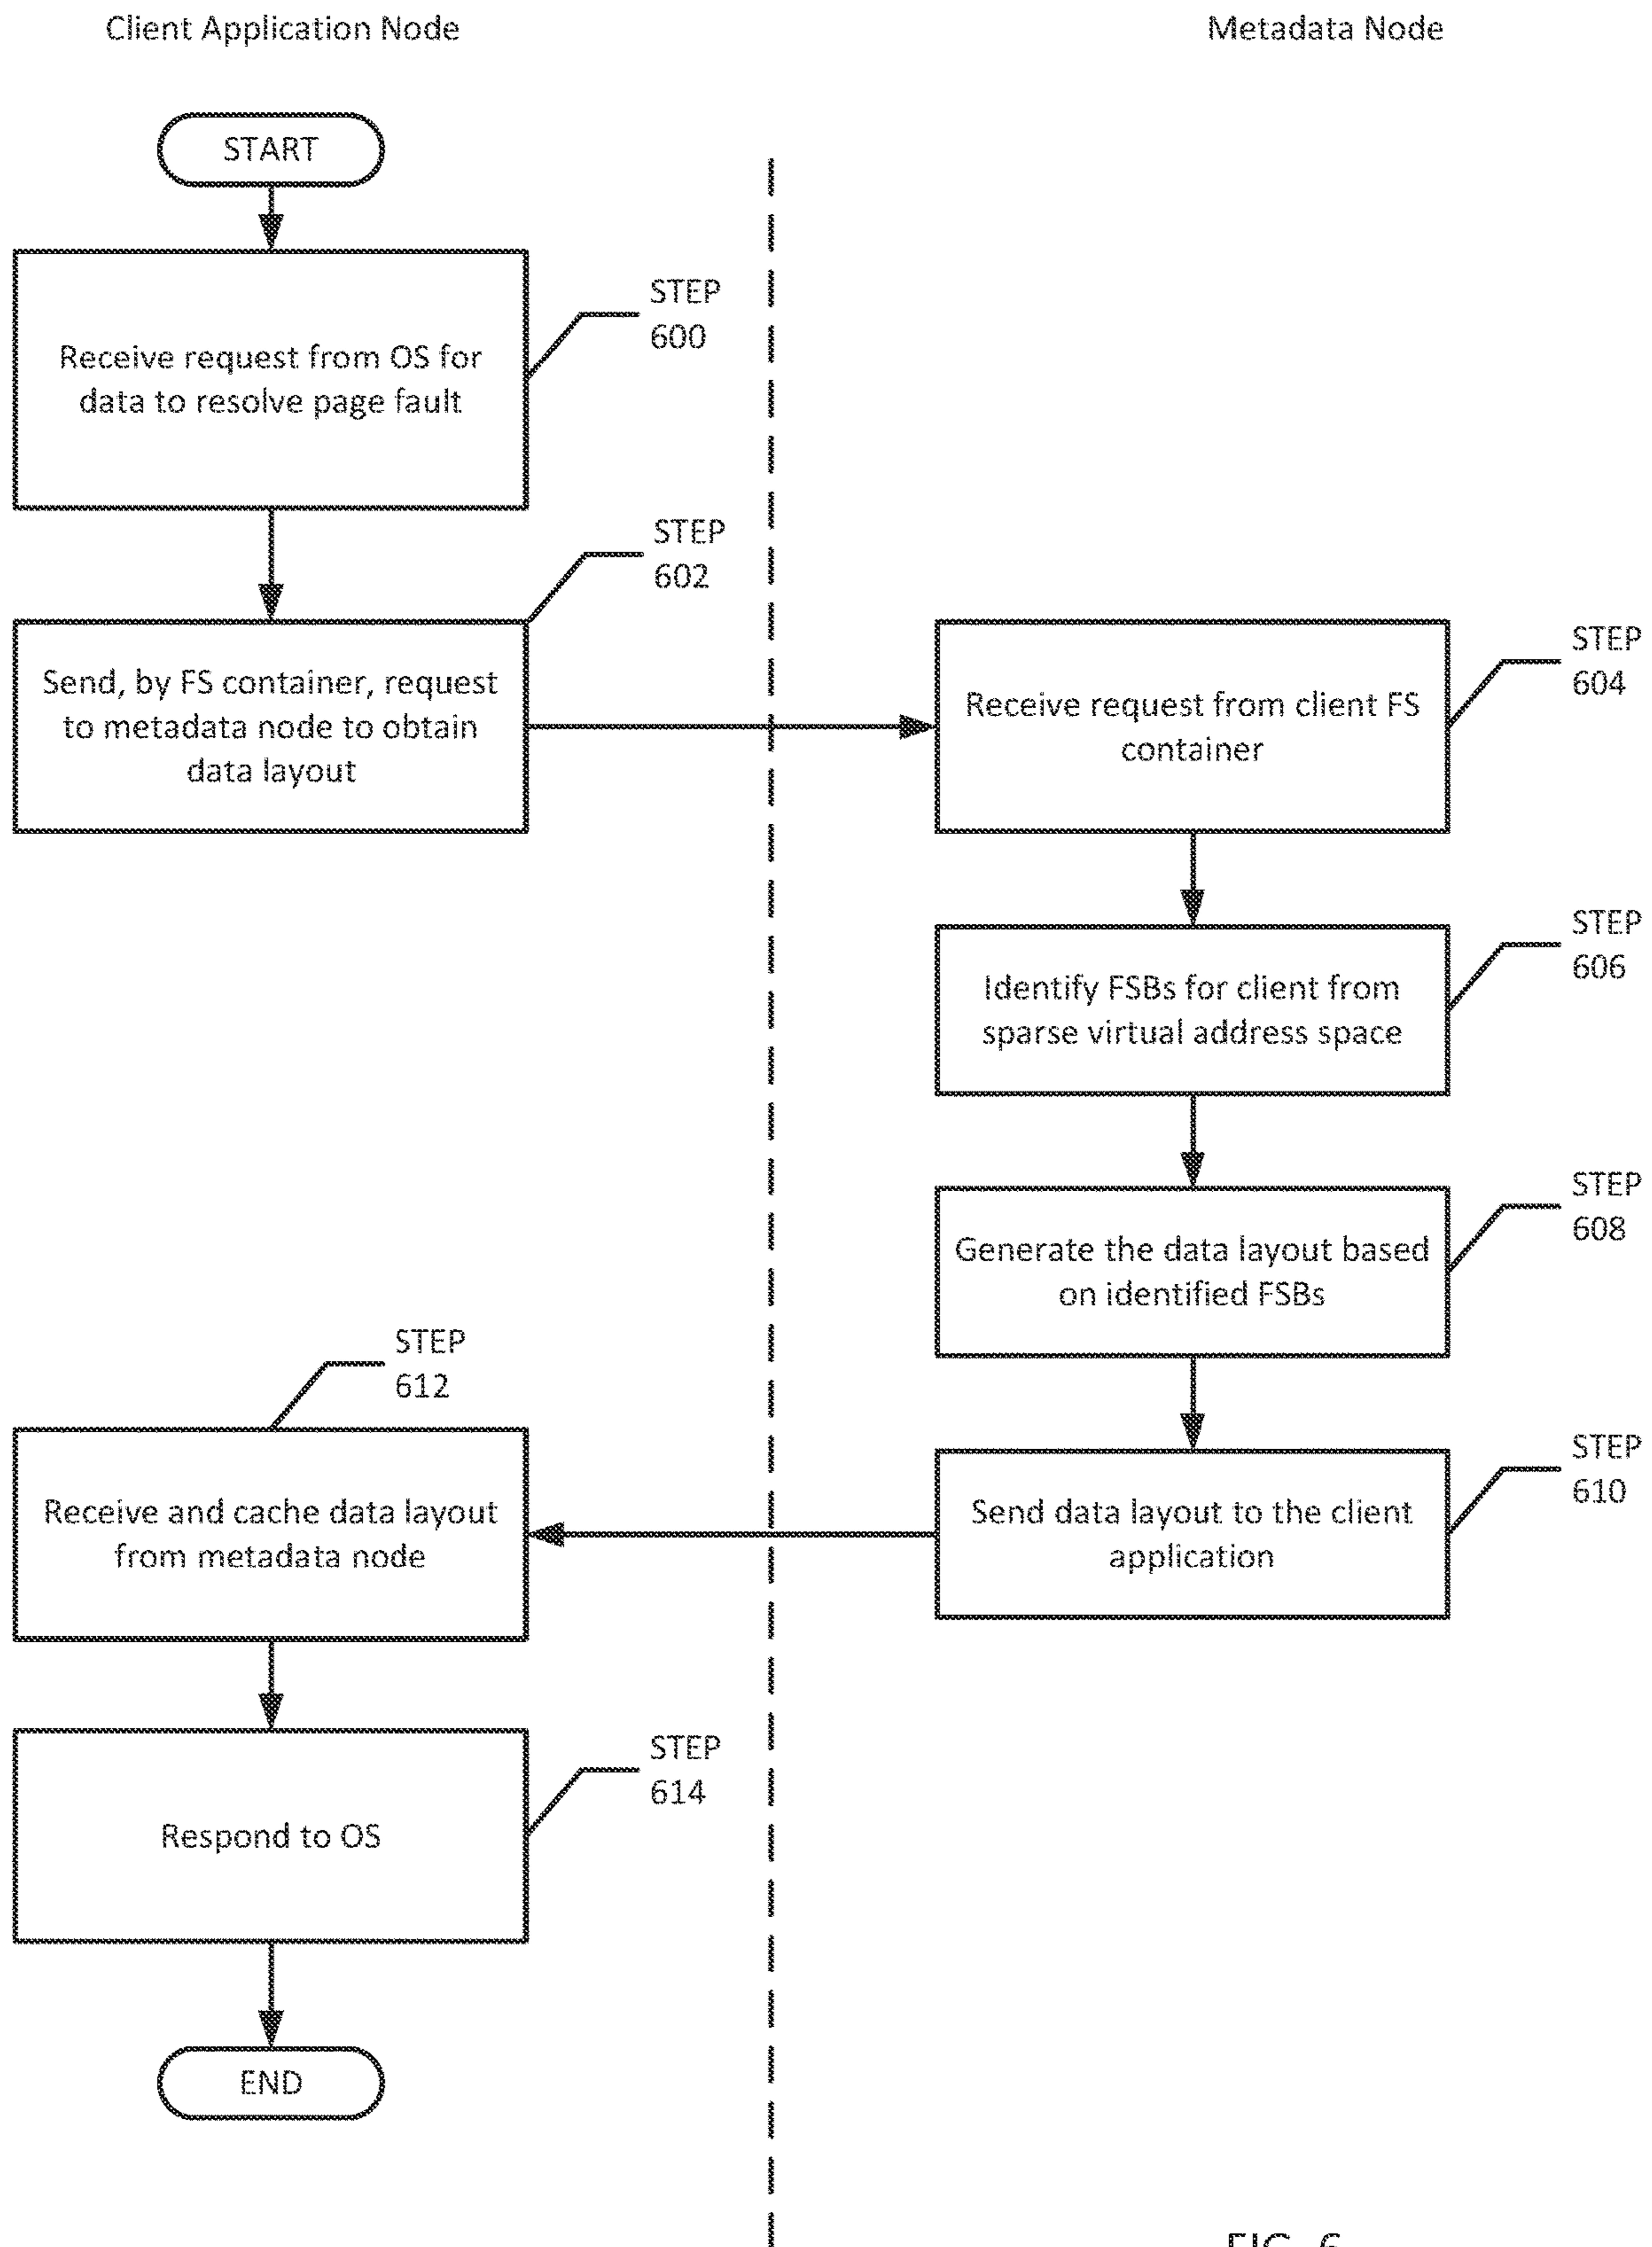 Client Application Node
Metadata Node
START
STEP
600
Receive request from OS for
data to resolve page fault
STEP
602
Send, by FS container, request
to metadata node to obtain
data layout
STEP
604
Receive request from client FS
container
STEP
606
Identify FSBs for client from
sparse virtual address space
STEP
608
Generate the data layout based
on identified FSBs
STEP
610
Send data layout to the client
application
STEP
612
Receive and cache data layout
from metadata node
STEP
614
Respond to OS
END
FIG. 6